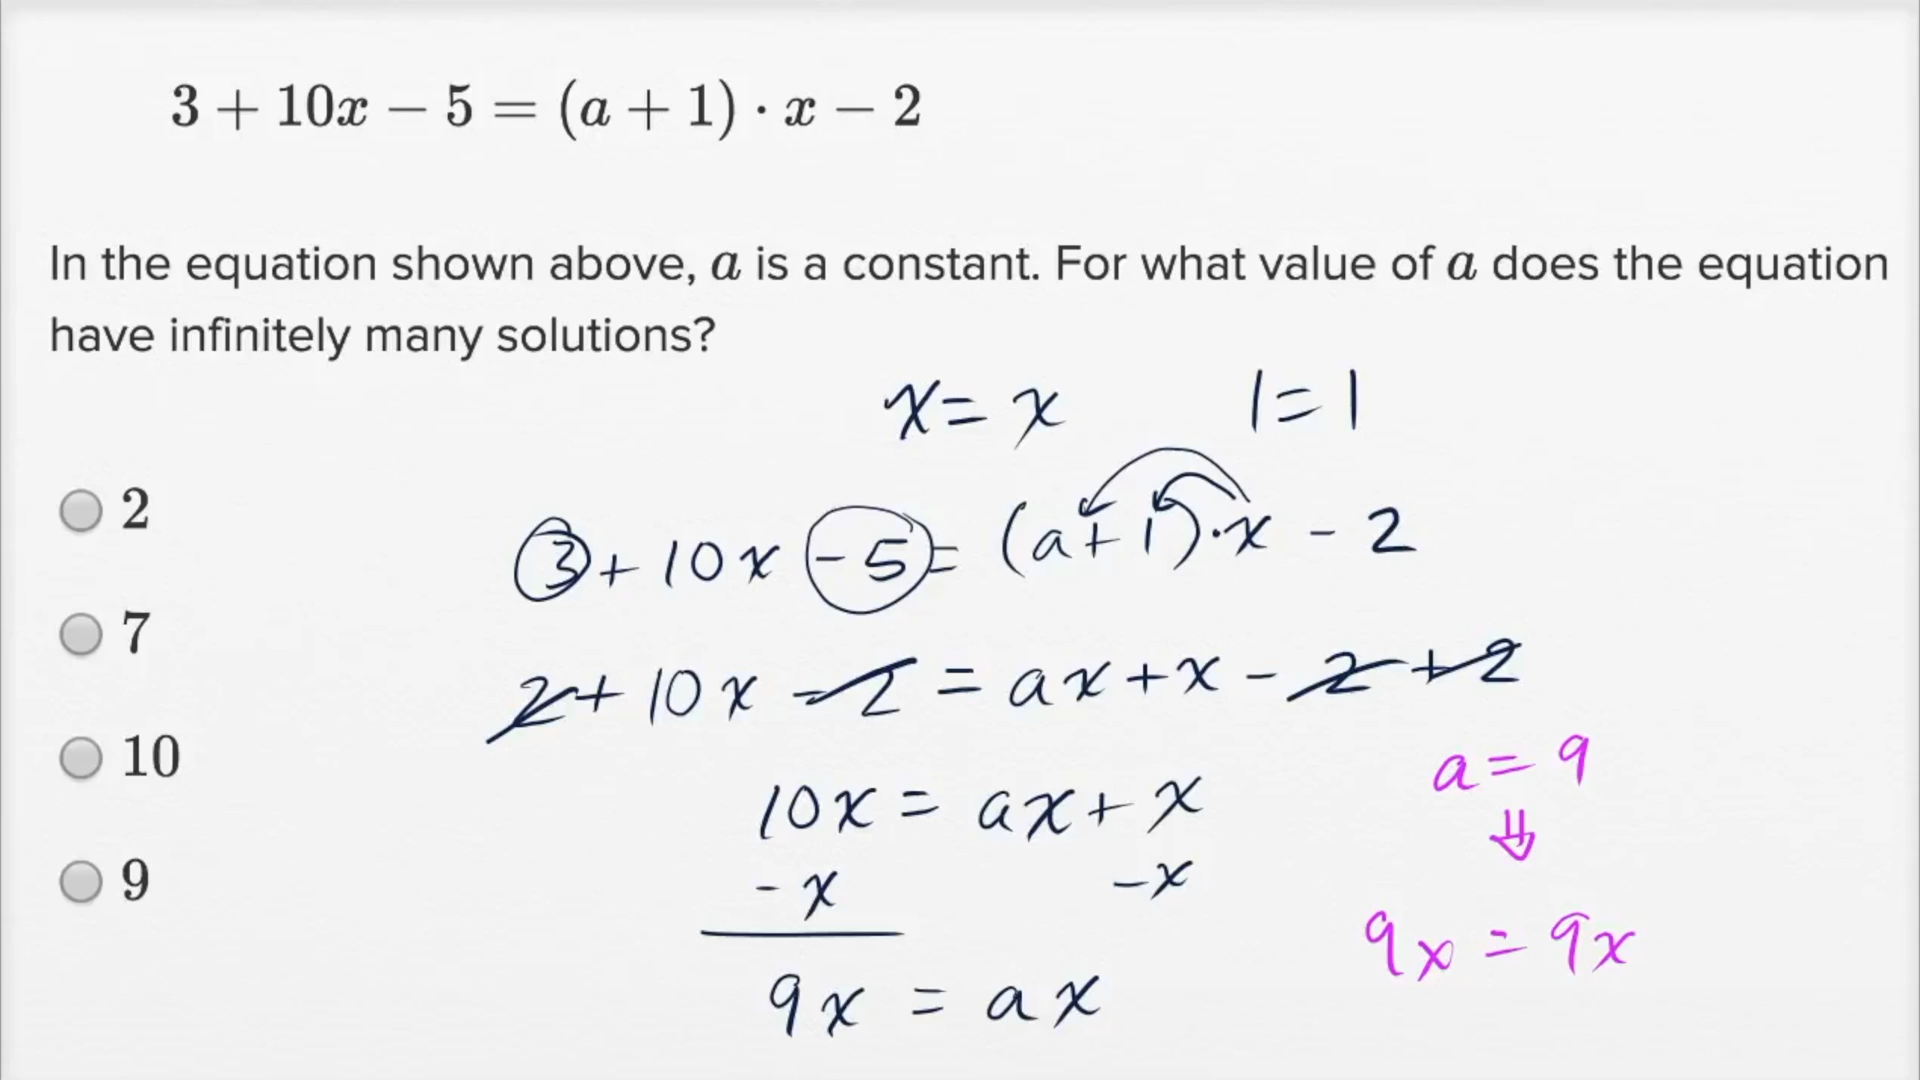 3 + 10x − 5 = (a + 1) · x − 2
In the equation shown above, a is a constant. For what value of a does the equation
have infinitely many solutions?
x = x 1 = 1
2
3 + 10x − 5 = (a + 1) · x − 2
7
2 + 10x − 2 = ax + x − 2 + 2
10
10x = ax + x
a = 9
⇓
9
− x − x
9x = 9x
9x = ax